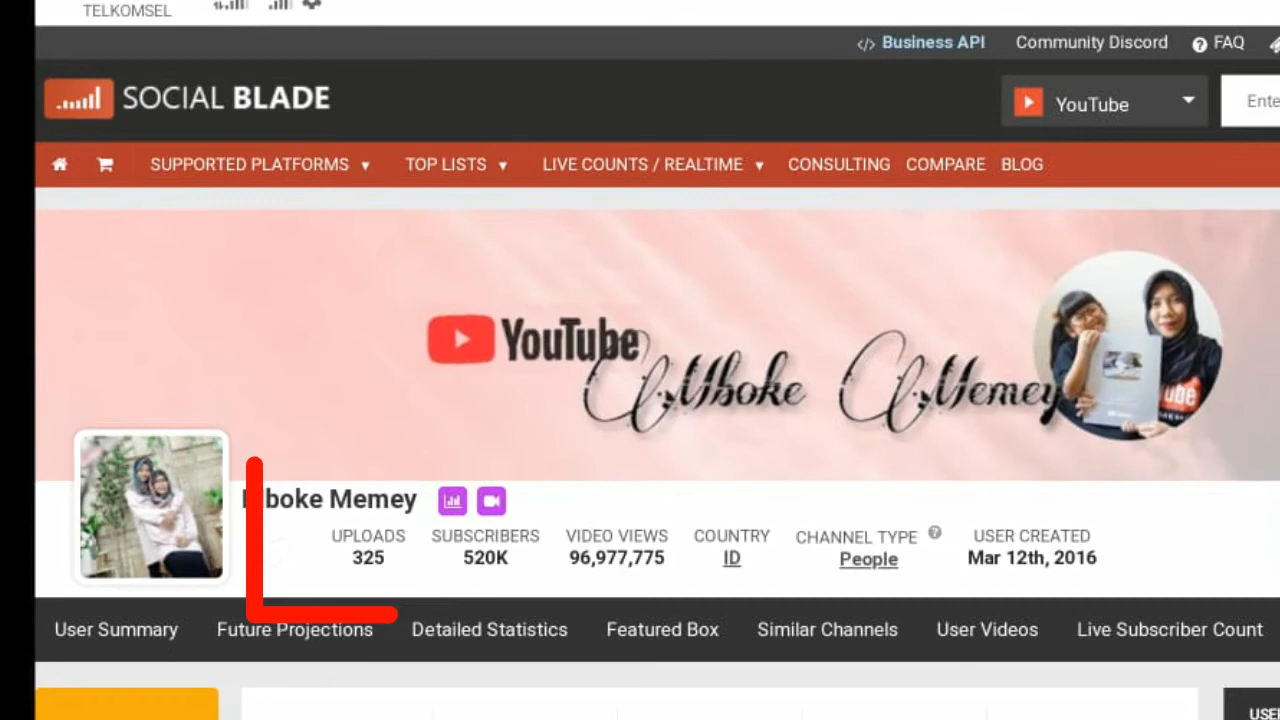 TELKOMSEL
Business API Community Discord FAQ
SOCIAL BLADE
YouTube
Ente
SUPPORTED PLATFORMS TOP LISTS LIVE COUNTS / REALTIME CONSULTING COMPARE BLOG
YouTube
Mboke Memey
boke Memey
UPLOADS SUBSCRIBERS VIDEO VIEWS COUNTRY CHANNEL TYPE USER CREATED
325 520K 96,977,775 ID People Mar 12th, 2016
User Summary Future Projections Detailed Statistics Featured Box Similar Channels User Videos Live Subscriber Count